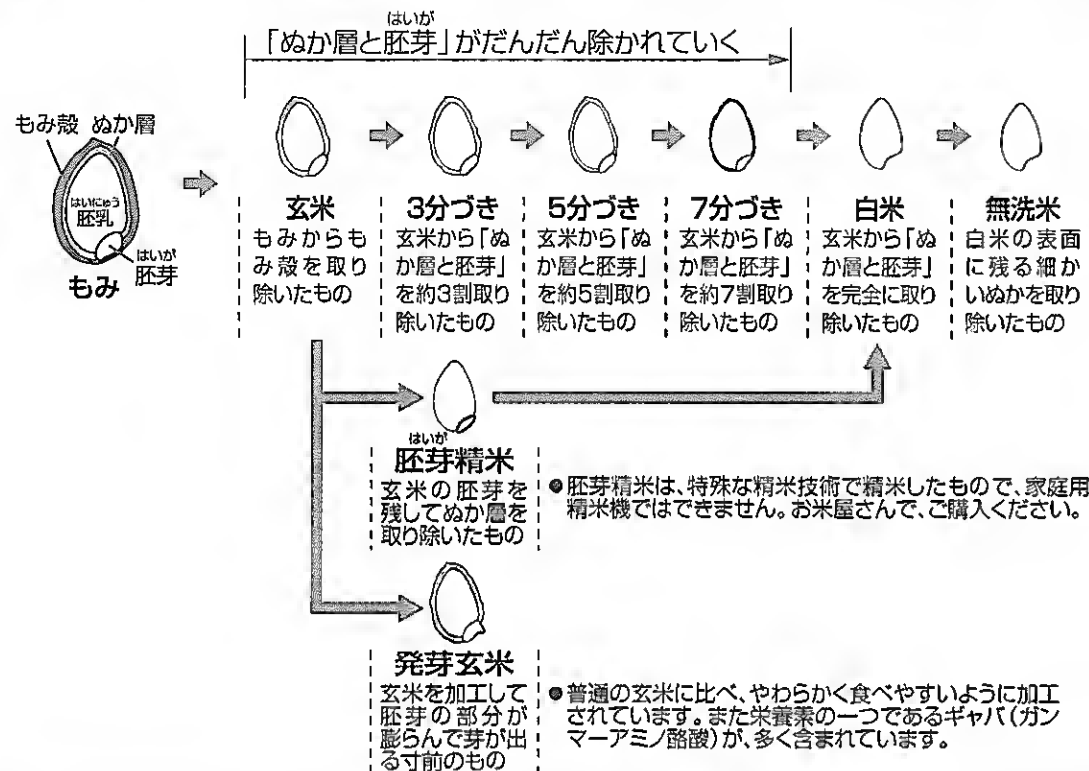 「ぬか層と胚芽」がだんだん除かれていく
はいが
もみ殻 ぬか層
はいにゅう
胚乳
はいが
胚芽
もみ
玄米
もみからも
み殻を取り
除いたもの
3分づき
玄米から「ぬ
か層と胚芽」
を約3割取り
除いたもの
5分づき
玄米から「ぬ
か層と胚芽」
を約5割取り
除いたもの
7分づき
玄米から「ぬ
か層と胚芽」
を約7割取り
除いたもの
白米
玄米から「ぬ
か層と胚芽」
を完全に取り
除いたもの
無洗米
白米の表面
に残る細か
いぬかを取り
除いたもの
はいが
胚芽精米
玄米の胚芽を
残してぬか層を
取り除いたもの
●胚芽精米は、特殊な精米技術で精米したもので、家庭用
精米機ではできません。お米屋さんで、ご購入ください。
発芽玄米
玄米を加工して
胚芽の部分が
膨らんで芽が出
る寸前のもの
●普通の玄米に比べ、やわらかく食べやすいように加工
されています。また栄養素の一つであるギャバ(ガン
マーアミノ酪酸)が、多く含まれています。